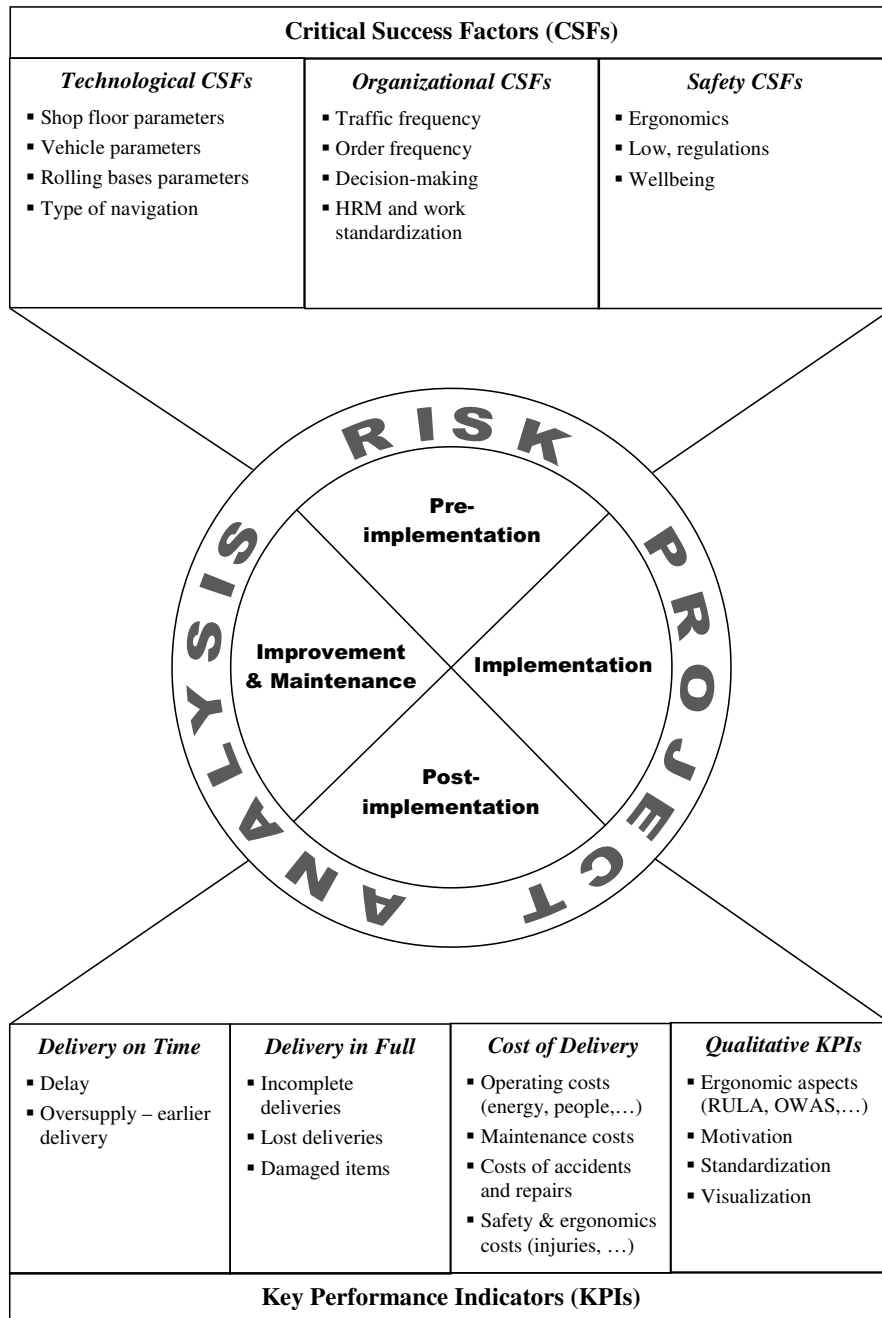 Critical Success Factors (CSFs)
Technological CSFs
▪ Shop floor parameters
▪ Vehicle parameters
▪ Rolling bases parameters
▪ Type of navigation
Organizational CSFs
▪ Traffic frequency
▪ Order frequency
▪ Decision-making
▪ HRM and work
standardization
Safety CSFs
▪ Ergonomics
▪ Low, regulations
▪ Wellbeing
RISK
PROJECT
ANALYSIS
Pre-
implementation
Improvement
& Maintenance
Implementation
Post-
implementation
Delivery on Time
▪ Delay
▪ Oversupply – earlier
delivery
Delivery in Full
▪ Incomplete
deliveries
▪ Lost deliveries
▪ Damaged items
Cost of Delivery
▪ Operating costs
(energy, people,…)
▪ Maintenance costs
▪ Costs of accidents
and repairs
▪ Safety & ergonomics
costs (injuries, …)
Qualitative KPIs
▪ Ergonomic aspects
(RULA, OWAS,…)
▪ Motivation
▪ Standardization
▪ Visualization
Key Performance Indicators (KPIs)